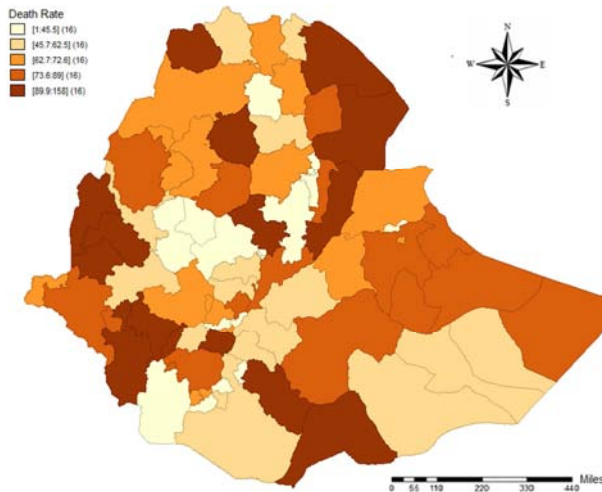 Death Rate
[1:45.5] (16)
[45.7:62.5] (16)
[62.7:72.6] (16)
[73.6:89] (16)
[89.9:158] (16)
N
W E
S
Miles
0 55 110 220 330 440